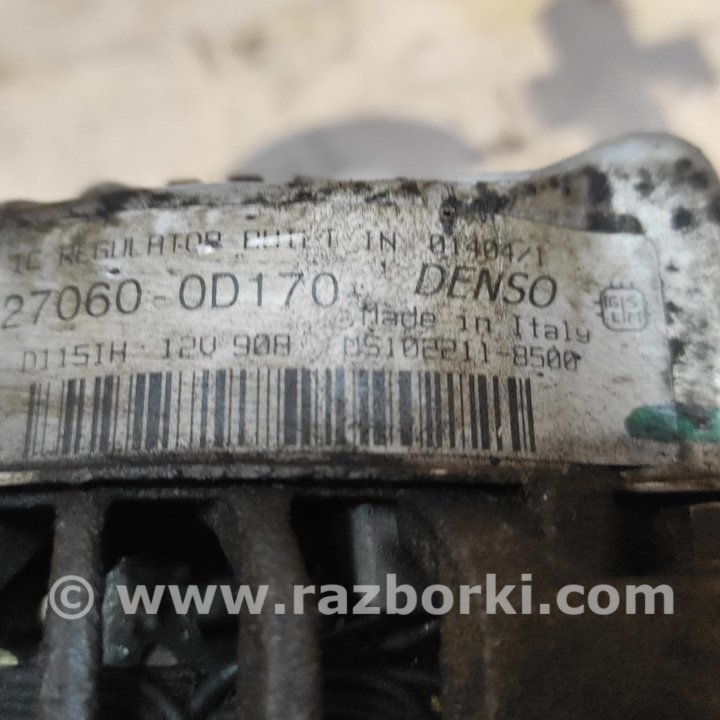 IC REGULATOR BUILT IN 01404/1
27060-0D170 DENSO
Made in Italy
D115IH 12V 90A MS102211-8500
© www.razborki.com